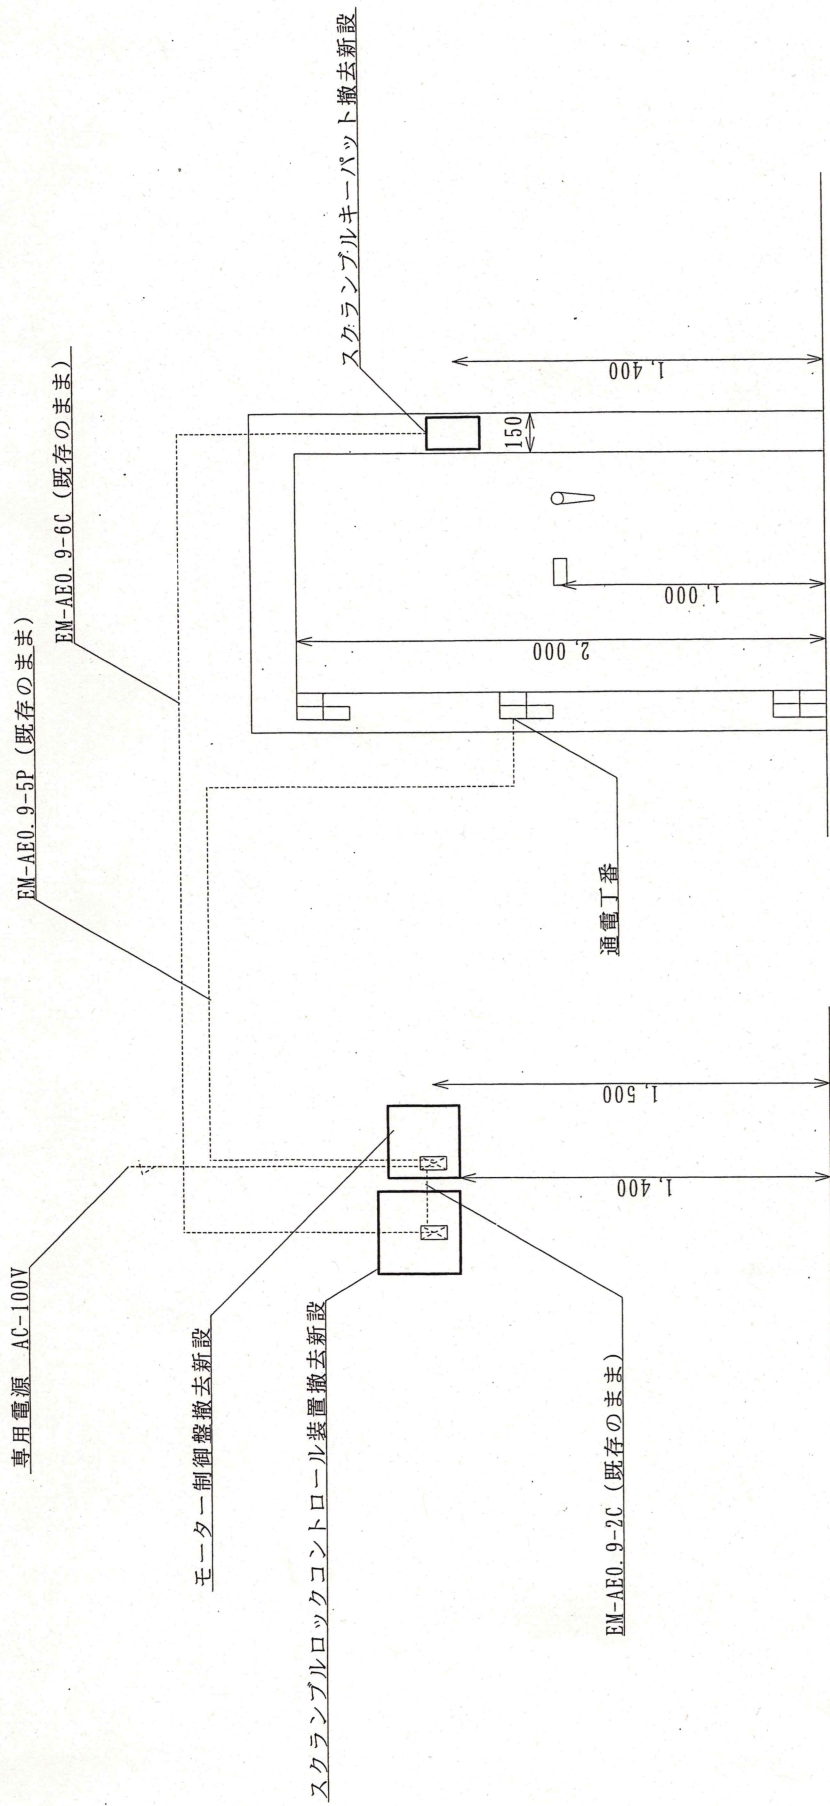 専用電源 AC-100V
EM-AE0.9-5P (既存のまま)
EM-AE0.9-6C (既存のまま)
スクランブルキーパット撤去新設
モーター制御盤撤去新設
スクランブルロックコントロール装置撤去新設
EM-AE0.9-2C (既存のまま)
通電丁番
1,400
1,500
2,000
1,000
150
1,400